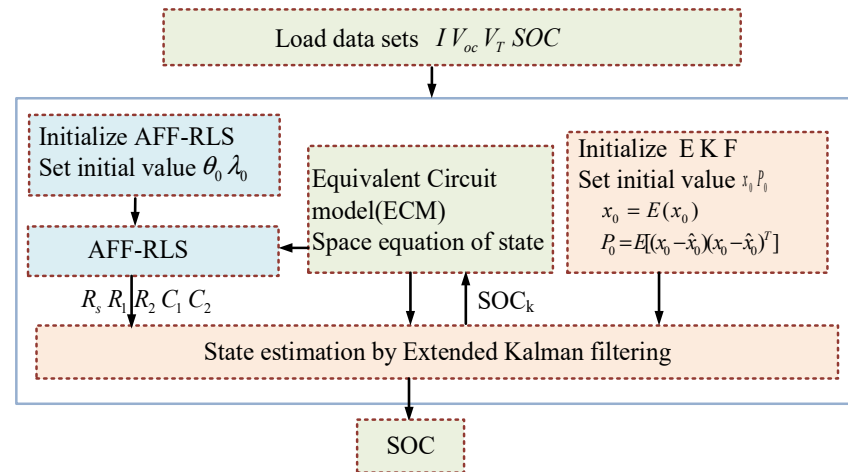 Load data sets I V_oc V_T SOC
Initialize AFF-RLS
Set initial value θ_0 λ_0
AFF-RLS
R_s R_1 R_2 C_1 C_2
Equivalent Circuit
model(ECM)
Space equation of state
SOC_k
Initialize E K F
Set initial value x_0 P_0
x_0 = E(x_0)
P_0=E[(x_0-x̂_0)(x_0-x̂_0)^T]
State estimation by Extended Kalman filtering
SOC